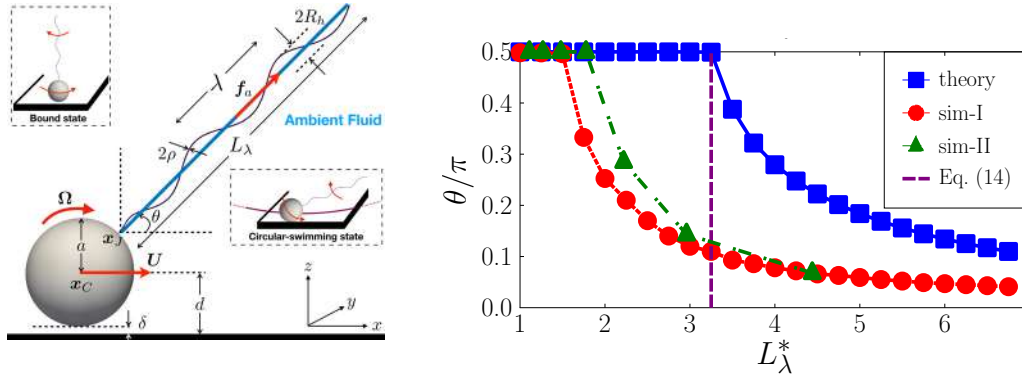 2R_h
λ
f_a
Bound state
Ambient Fluid
L_λ
2ρ
Ω
θ
x_J
Circular-swimming state
a
U
x_C
d
z
y
x
δ
0.5
0.4
0.3
0.2
0.1
0.0
θ/π
1 2 3 4 5 6
L*_λ
theory
sim-I
sim-II
Eq. (14)